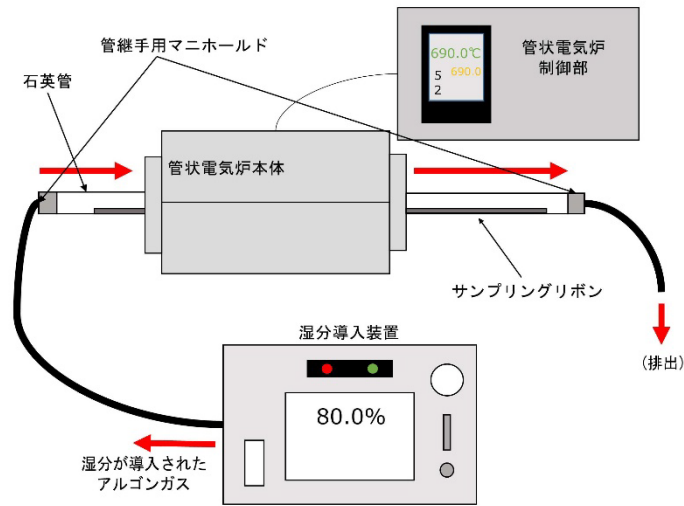 管継手用マニホールド
石英管
690.0℃
690.0
5
2
管状電気炉
制御部
管状電気炉本体
サンプリングリボン
湿分導入装置
(排出)
80.0%
湿分が導入された
アルゴンガス